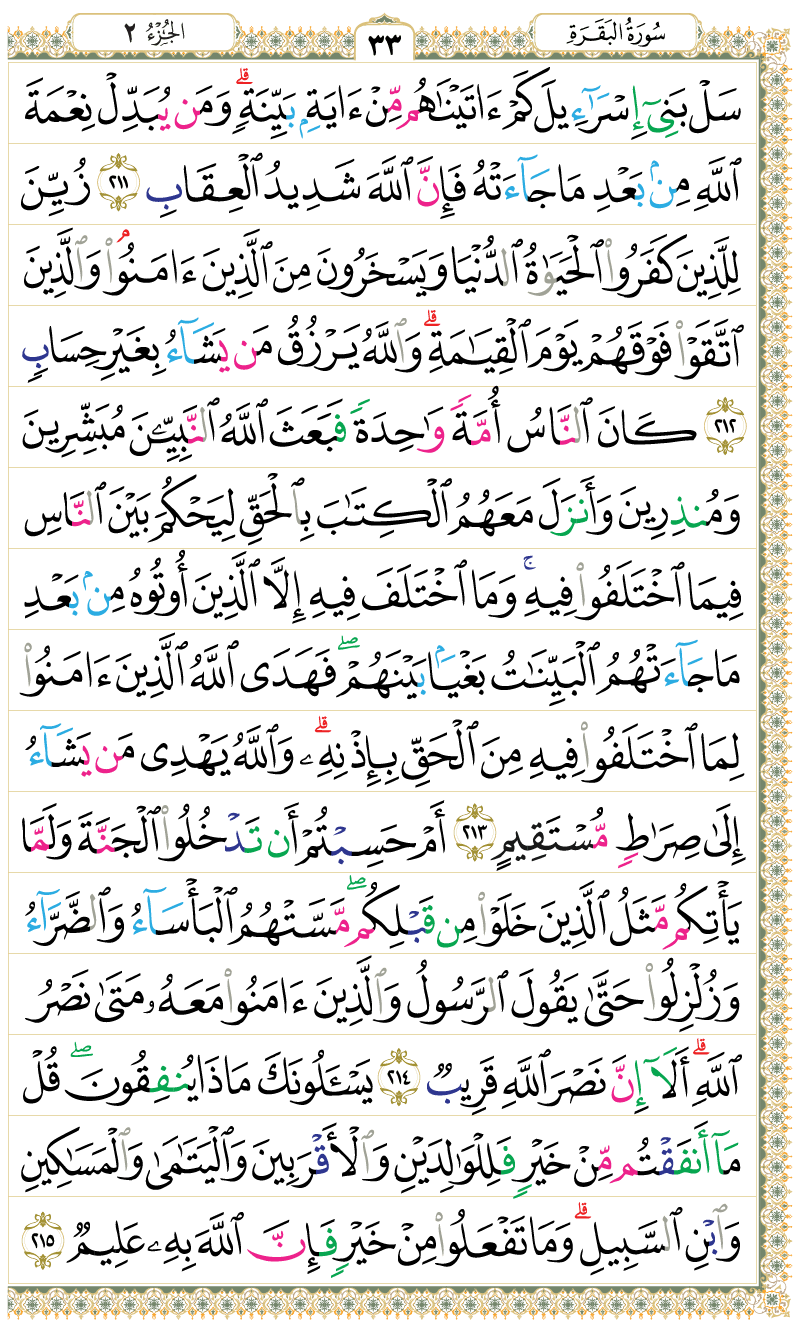 سُورَةُ البَقَرَةِ ٣٣ الجُزْءُ ٢
سَلْ بَنِىٓ إِسْرَٰٓءِيلَ كَمْ ءَاتَيْنَٰهُم مِّنْ ءَايَةِۭ بَيِّنَةٍۗ وَمَن يُبَدِّلْ نِعْمَةَ
ٱللَّهِ مِنۢ بَعْدِ مَا جَآءَتْهُ فَإِنَّ ٱللَّهَ شَدِيدُ ٱلْعِقَابِ ٢١١ زُيِّنَ
لِلَّذِينَ كَفَرُوا۟ ٱلْحَيَوٰةُ ٱلدُّنْيَا وَيَسْخَرُونَ مِنَ ٱلَّذِينَ ءَامَنُوا۟ۘ وَٱلَّذِينَ
ٱتَّقَوْا۟ فَوْقَهُمْ يَوْمَ ٱلْقِيَٰمَةِۗ وَٱللَّهُ يَرْزُقُ مَن يَشَآءُ بِغَيْرِ حِسَابٍ
٢١٢ كَانَ ٱلنَّاسُ أُمَّةً وَٰحِدَةً فَبَعَثَ ٱللَّهُ ٱلنَّبِيِّۦنَ مُبَشِّرِينَ
وَمُنذِرِينَ وَأَنزَلَ مَعَهُمُ ٱلْكِتَٰبَ بِٱلْحَقِّ لِيَحْكُمَ بَيْنَ ٱلنَّاسِ
فِيمَا ٱخْتَلَفُوا۟ فِيهِۚ وَمَا ٱخْتَلَفَ فِيهِ إِلَّا ٱلَّذِينَ أُوتُوهُ مِنۢ بَعْدِ
مَا جَآءَتْهُمُ ٱلْبَيِّنَٰتُ بَغْيَۢا بَيْنَهُمْۖ فَهَدَى ٱللَّهُ ٱلَّذِينَ ءَامَنُوا۟
لِمَا ٱخْتَلَفُوا۟ فِيهِ مِنَ ٱلْحَقِّ بِإِذْنِهِۦۗ وَٱللَّهُ يَهْدِى مَن يَشَآءُ
إِلَىٰ صِرَٰطٍ مُّسْتَقِيمٍ ٢١٣ أَمْ حَسِبْتُمْ أَن تَدْخُلُوا۟ ٱلْجَنَّةَ وَلَمَّا
يَأْتِكُم مَّثَلُ ٱلَّذِينَ خَلَوْا۟ مِن قَبْلِكُمۖ مَّسَّتْهُمُ ٱلْبَأْسَآءُ وَٱلضَّرَّآءُ
وَزُلْزِلُوا۟ حَتَّىٰ يَقُولَ ٱلرَّسُولُ وَٱلَّذِينَ ءَامَنُوا۟ مَعَهُۥ مَتَىٰ نَصْرُ
ٱللَّهِۗ أَلَآ إِنَّ نَصْرَ ٱللَّهِ قَرِيبٌ ٢١٤ يَسْـَٔلُونَكَ مَاذَا يُنفِقُونَۖ قُلْ
مَآ أَنفَقْتُم مِّنْ خَيْرٍ فَلِلْوَٰلِدَيْنِ وَٱلْأَقْرَبِينَ وَٱلْيَتَٰمَىٰ وَٱلْمَسَٰكِينِ
وَٱبْنِ ٱلسَّبِيلِۗ وَمَا تَفْعَلُوا۟ مِنْ خَيْرٍ فَإِنَّ ٱللَّهَ بِهِۦ عَلِيمٌ ٢١٥